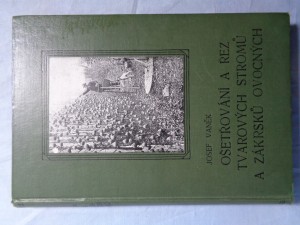 JOSEF VANĚK
OŠETŘOVÁNÍ A ŘEZ
TVAROVÝCH STROMŮ
A ZÁKRSKŮ OVOCNÝCH